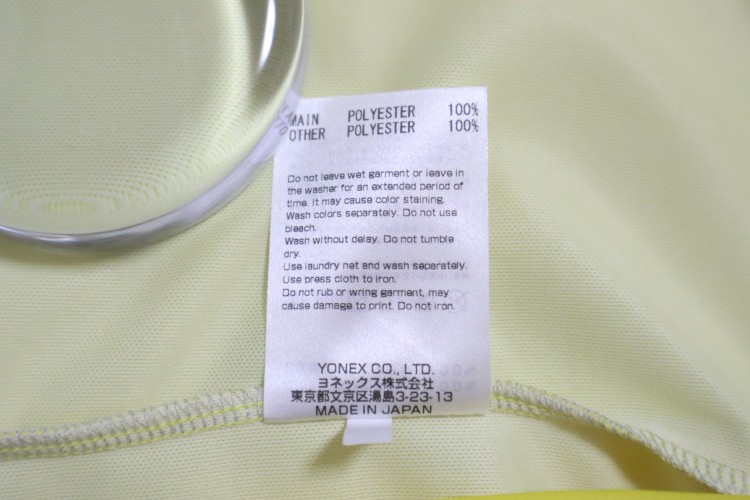 MAIN POLYESTER 100%
OTHER POLYESTER 100%
Do not leave wet garment or leave in
the washer for an extended period of
time. It may cause color staining.
Wash colors separately. Do not use
bleach.
Wash without delay. Do not tumble
dry.
Use laundry net and wash separately.
Use press cloth to iron.
Do not rub or wring garment, may
cause damage to print. Do not iron.
YONEX CO., LTD.
ヨネックス株式会社
東京都文京区湯島3-23-13
MADE IN JAPAN